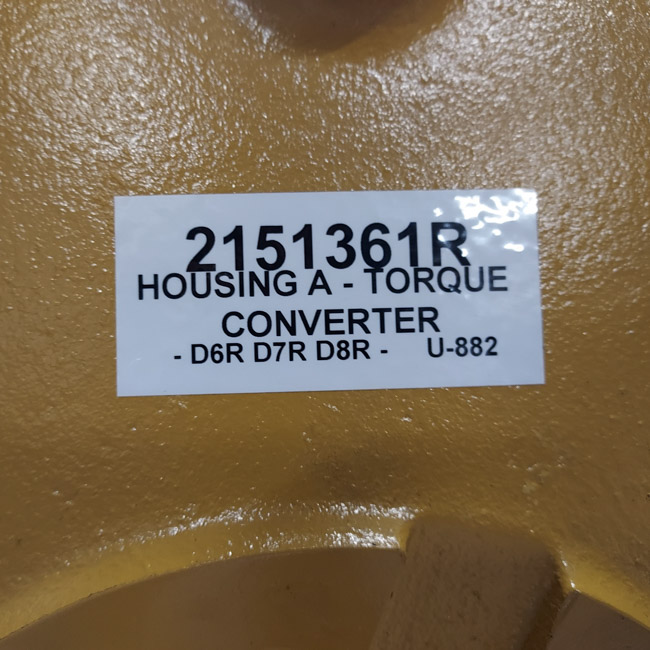 2151361R
HOUSING A - TORQUE
CONVERTER
- D6R D7R D8R - U-882